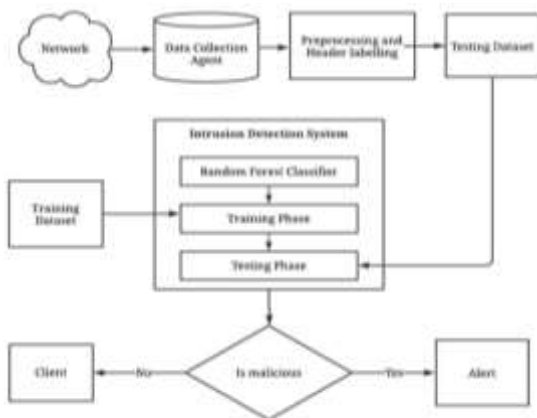 Network
Data Collection
Agent
Preprocessing and
Header labelling
Testing Dataset
Intrusion Detection System
Random Forest Classifier
Training
Dataset
Training Phase
Testing Phase
Client
No
Is malicious
Yes
Alert